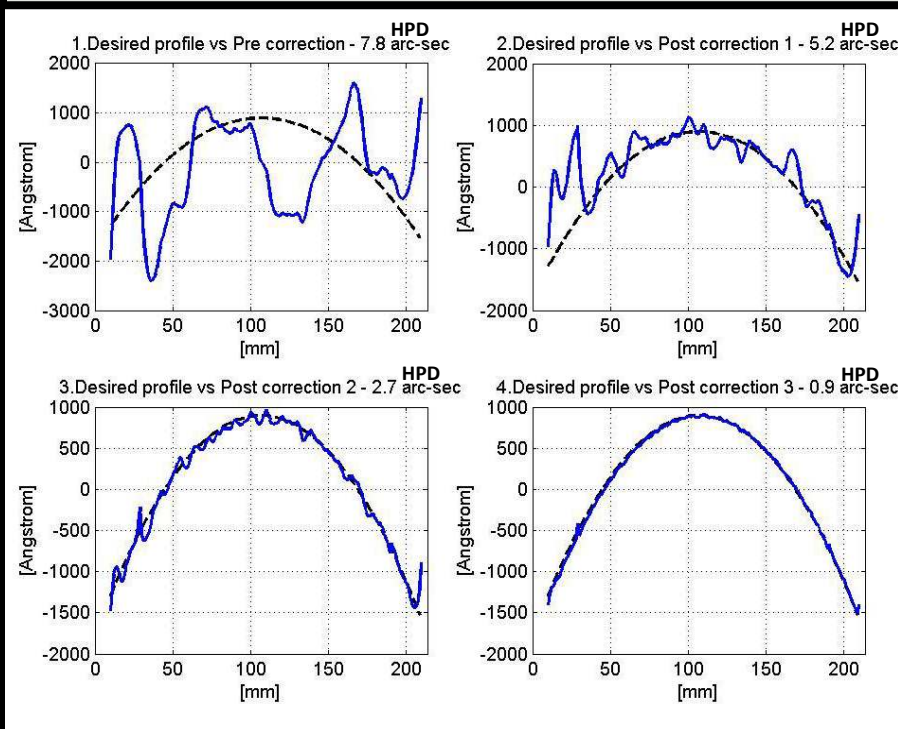 HPD
1.Desired profile vs Pre correction - 7.8 arc-sec
2000
1000
0
-1000
-2000
-3000
[Angstrom]
0 50 100 150 200
[mm]
HPD
2.Desired profile vs Post correction 1 - 5.2 arc-sec
2000
1000
0
-1000
-2000
[Angstrom]
0 50 100 150 200
[mm]
HPD
3.Desired profile vs Post correction 2 - 2.7 arc-sec
1000
500
0
-500
-1000
-1500
-2000
[Angstrom]
0 50 100 150 200
[mm]
HPD
4.Desired profile vs Post correction 3 - 0.9 arc-sec
1000
500
0
-500
-1000
-1500
-2000
[Angstrom]
0 50 100 150 200
[mm]